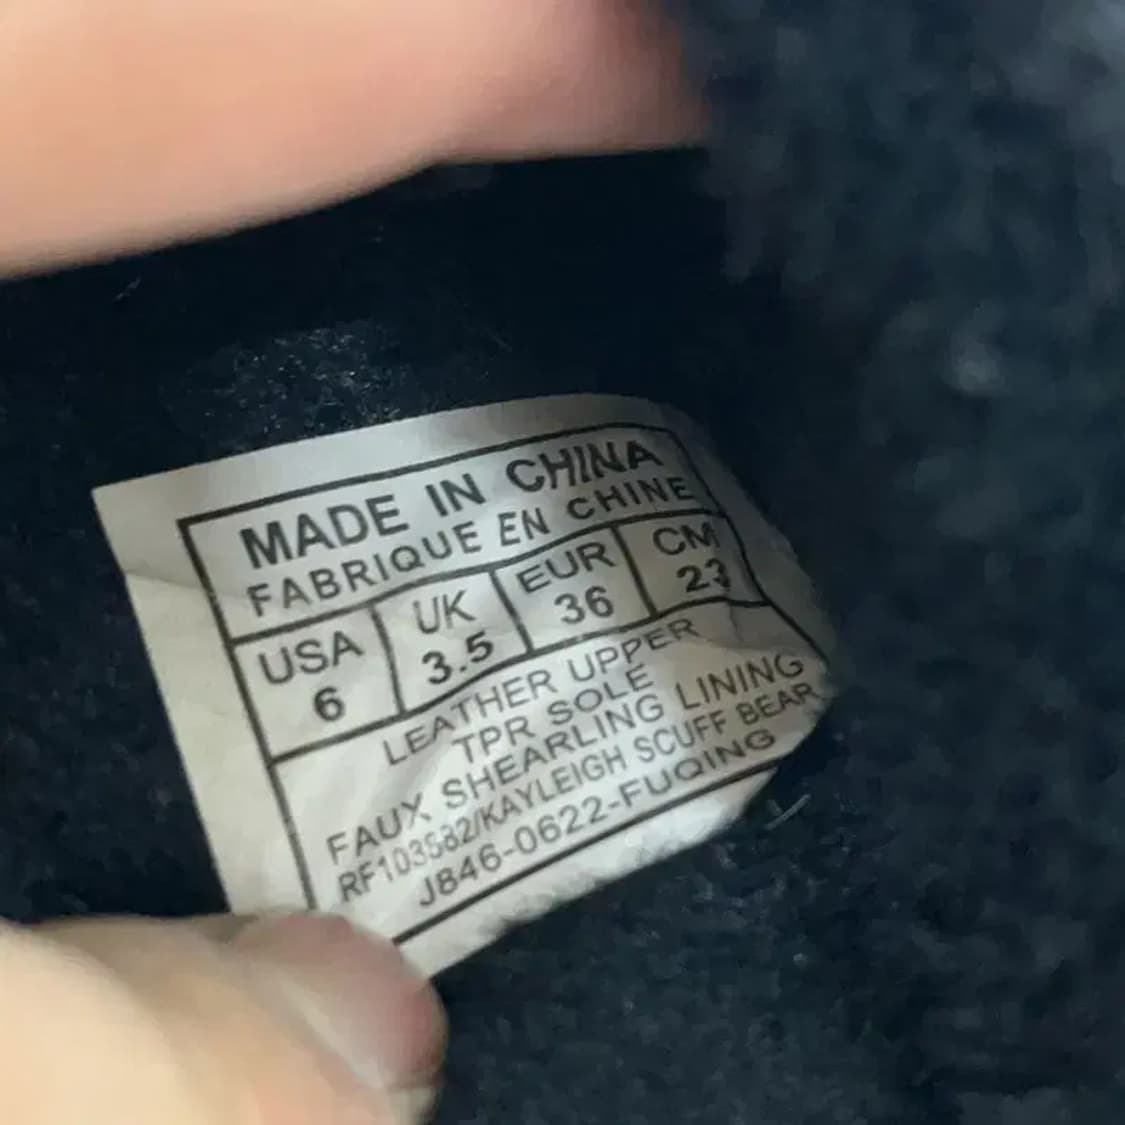 MADE IN CHINA
FABRIQUE EN CHINE
USA UK EUR CM
6 3.5 36 23
LEATHER UPPER
TPR SOLE
FAUX SHEARLING LINING
RF103582/KAYLEIGH SCUFF BEAR
J846-0622-FUQING